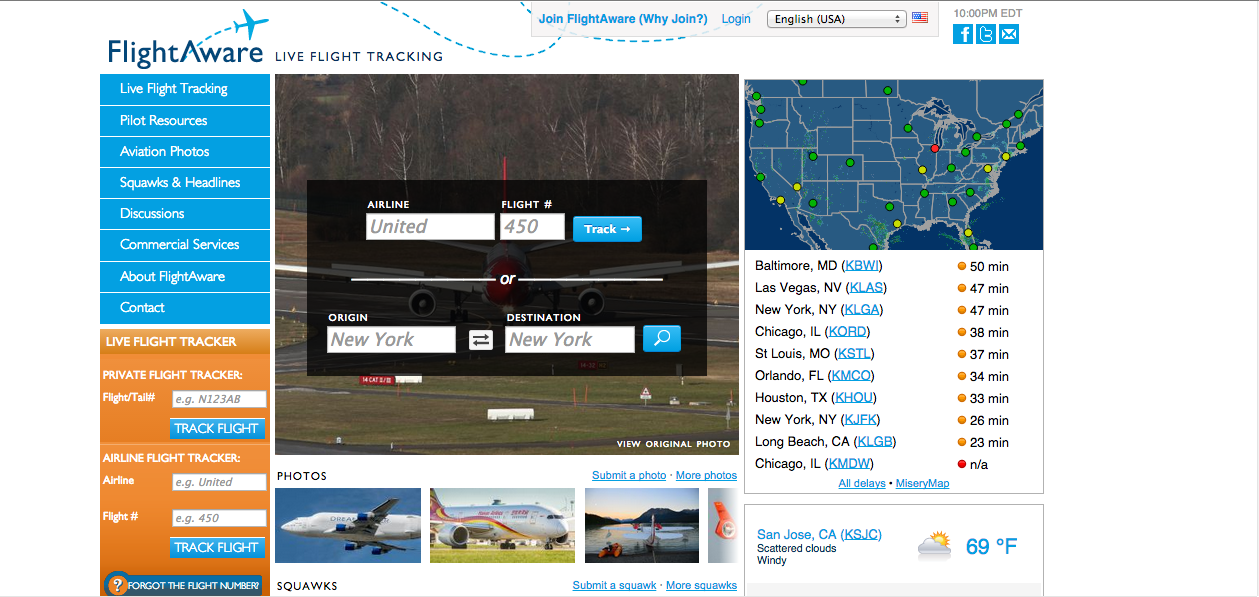 Join FlightAware (Why Join?) Login English (USA) 10:00PM EDT
FlightAware LIVE FLIGHT TRACKING
Live Flight Tracking
Pilot Resources
Aviation Photos
Squawks & Headlines
Discussions
Commercial Services
About FlightAware
Contact
LIVE FLIGHT TRACKER
PRIVATE FLIGHT TRACKER:
Flight/Tail# e.g. N123AB
TRACK FLIGHT
AIRLINE FLIGHT TRACKER:
Airline e.g. United
Flight # e.g. 450
TRACK FLIGHT
? FORGOT THE FLIGHT NUMBER?
AIRLINE FLIGHT #
United 450 Track →
or
ORIGIN DESTINATION
New York New York
14 CAT II/III
VIEW ORIGINAL PHOTO
PHOTOS Submit a photo · More photos
SQUAWKS Submit a squawk · More squawks
Baltimore, MD (KBWI) 50 min
Las Vegas, NV (KLAS) 47 min
New York, NY (KLGA) 47 min
Chicago, IL (KORD) 38 min
St Louis, MO (KSTL) 37 min
Orlando, FL (KMCO) 34 min
Houston, TX (KHOU) 33 min
New York, NY (KJFK) 26 min
Long Beach, CA (KLGB) 23 min
Chicago, IL (KMDW) n/a
All delays • MiseryMap
San Jose, CA (KSJC)
Scattered clouds
Windy
69 °F